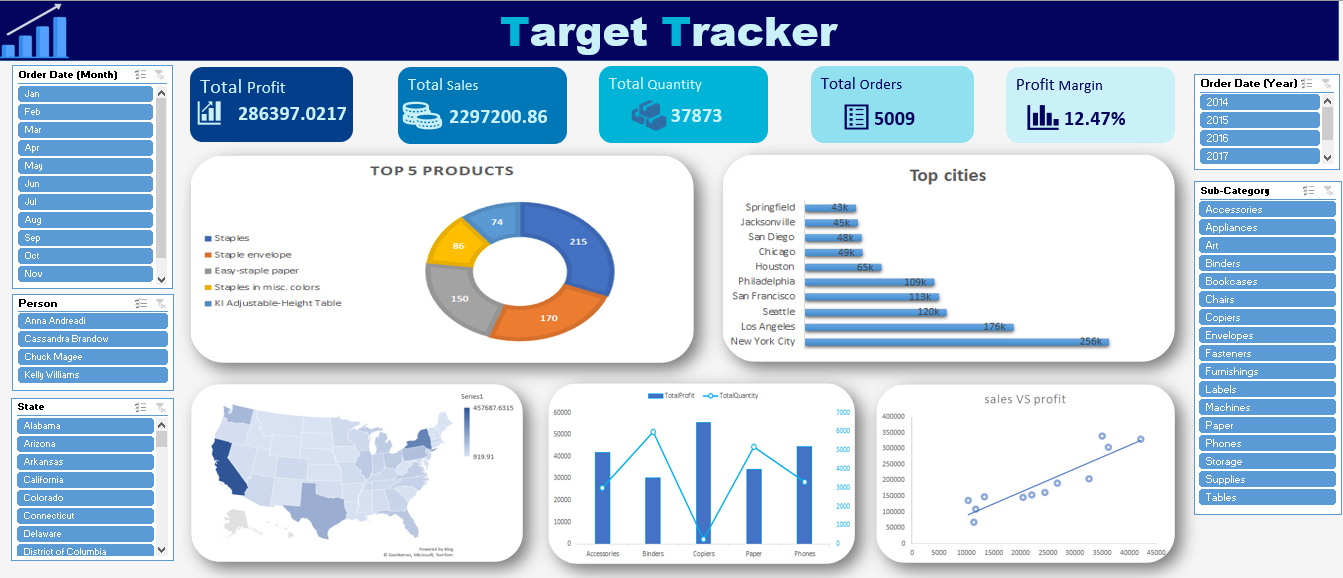 Target Tracker
Order Date (Month)
Jan
Feb
Mar
Apr
May
Jun
Jul
Aug
Sep
Oct
Nov
Person
Anna Andreadi
Cassandra Brandow
Chuck Magee
Kelly Williams
State
Alabama
Arizona
Arkansas
California
Colorado
Connecticut
Delaware
District of Columbia
Total Profit
286397.0217
Total Sales
2297200.86
Total Quantity
37873
Total Orders
5009
Profit Margin
12.47%
TOP 5 PRODUCTS
Staples
Staple envelope
Easy-staple paper
Staples in misc. colors
KI Adjustable-Height Table
215
170
150
86
74
Top cities
Springfield 43k
Jacksonville 45k
San Diego 48k
Chicago 49k
Houston 65k
Philadelphia 109k
San Francisco 113k
Seattle 120k
Los Angeles 176k
New York City 256k
Series1
457687.6315
919.91
Powered by Bing
© GeoNames, Microsoft, TomTom
TotalProfit TotalQuantity
60000
50000
40000
30000
20000
10000
0
7000
6000
5000
4000
3000
2000
1000
0
Accessories Binders Copiers Paper Phones
sales VS profit
400000
350000
300000
250000
200000
150000
100000
50000
0
0 5000 10000 15000 20000 25000 30000 35000 40000 45000
Order Date (Year)
2014
2015
2016
2017
Sub-Category
Accessories
Appliances
Art
Binders
Bookcases
Chairs
Copiers
Envelopes
Fasteners
Furnishings
Labels
Machines
Paper
Phones
Storage
Supplies
Tables